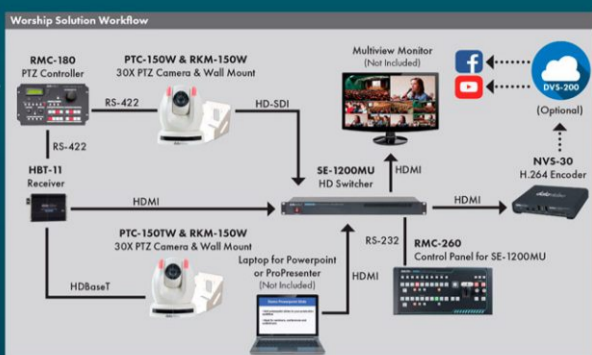 Worship Solution Workflow
RMC-180
PTZ Controller
PTC-150W & RKM-150W
30X PTZ Camera & Wall Mount
Multiview Monitor
(Not Included)
DVS-200
(Optional)
RS-422
HD-SDI
RS-422
HBT-11
Receiver
SE-1200MU
HD Switcher
HDMI
NVS-30
H.264 Encoder
HDMI
HDMI
PTC-150TW & RKM-150W
30X PTZ Camera & Wall Mount
RS-232
RMC-260
Control Panel for SE-1200MU
Laptop for Powerpoint
or ProPresenter
(Not Included)
HDMI
HDBaseT